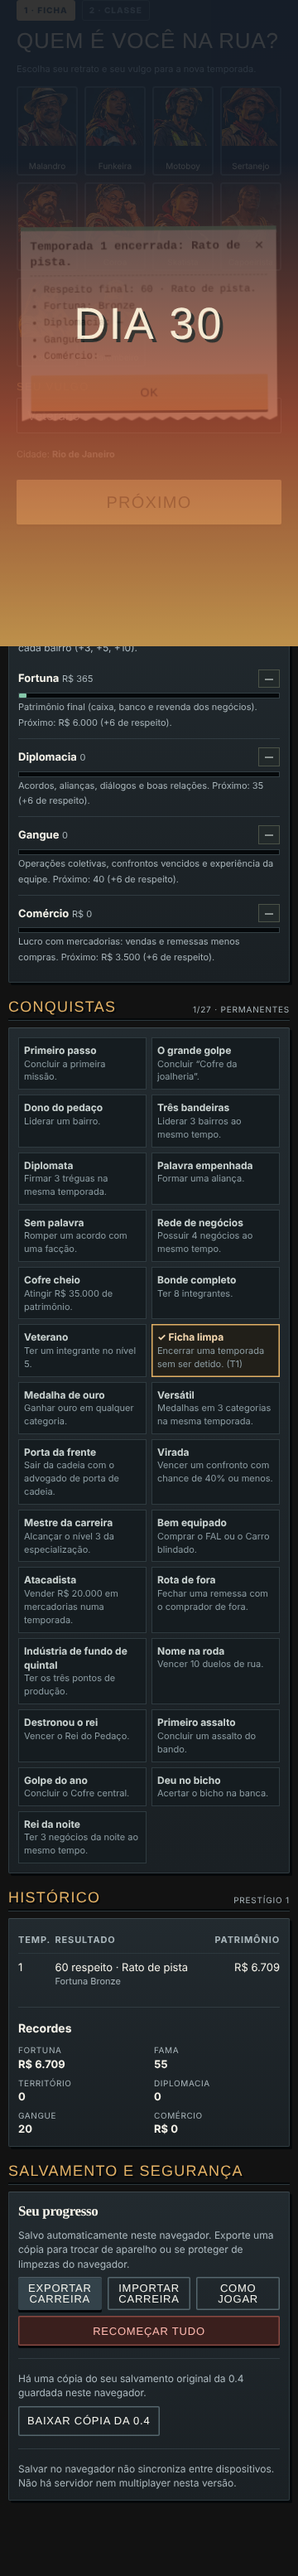 1 · FICHA
2 · CLASSE
QUEM É VOCÊ NA RUA?
Escolha seu retrato e seu vulgo para a nova temporada.
Malandro
Funkeira
Motoboy
Sertanejo
Temporada 1 encerrada: Rato de
pista.
×
• Respeito final: 60 · Rato de pista.
• Fortuna: Bronze
• Diplomacia: —
• Gangue: —
• Comércio: —
DIA 30
OK
Cidade: Rio de Janeiro
PRÓXIMO
cada bairro (+3, +5, +10).
Fortuna R$ 365
—
Patrimônio final (caixa, banco e revenda dos negócios).
Próximo: R$ 6.000 (+6 de respeito).
Diplomacia 0
—
Acordos, alianças, diálogos e boas relações. Próximo: 35
(+6 de respeito).
Gangue 0
—
Operações coletivas, confrontos vencidos e experiência da
equipe. Próximo: 40 (+6 de respeito).
Comércio R$ 0
—
Lucro com mercadorias: vendas e remessas menos
compras. Próximo: R$ 3.500 (+6 de respeito).
CONQUISTAS
1/27 · PERMANENTES
Primeiro passo
Concluir a primeira
missão.
O grande golpe
Concluir “Cofre da
joalheria”.
Dono do pedaço
Liderar um bairro.
Três bandeiras
Liderar 3 bairros ao
mesmo tempo.
Diplomata
Firmar 3 tréguas na
mesma temporada.
Palavra empenhada
Formar uma aliança.
Sem palavra
Romper um acordo com
uma facção.
Rede de negócios
Possuir 4 negócios ao
mesmo tempo.
Cofre cheio
Atingir R$ 35.000 de
patrimônio.
Bonde completo
Ter 8 integrantes.
Veterano
Ter um integrante no nível
5.
✓ Ficha limpa
Encerrar uma temporada
sem ser detido. (T1)
Medalha de ouro
Ganhar ouro em qualquer
categoria.
Versátil
Medalhas em 3 categorias
na mesma temporada.
Porta da frente
Sair da cadeia com o
advogado de porta de
cadeia.
Virada
Vencer um confronto com
chance de 40% ou menos.
Mestre da carreira
Alcançar o nível 3 da
especialização.
Bem equipado
Comprar o FAL ou o Carro
blindado.
Atacadista
Vender R$ 20.000 em
mercadorias numa
temporada.
Rota de fora
Fechar uma remessa com
o comprador de fora.
Indústria de fundo de
quintal
Ter os três pontos de
produção.
Nome na roda
Vencer 10 duelos de rua.
Destronou o rei
Vencer o Rei do Pedaço.
Primeiro assalto
Concluir um assalto do
bando.
Golpe do ano
Concluir o Cofre central.
Deu no bicho
Acertar o bicho na banca.
Rei da noite
Ter 3 negócios da noite ao
mesmo tempo.
HISTÓRICO
PRESTÍGIO 1
TEMP. RESULTADO PATRIMÔNIO
1 60 respeito · Rato de pista R$ 6.709
Fortuna Bronze
Recordes
FORTUNA
R$ 6.709
FAMA
55
TERRITÓRIO
0
DIPLOMACIA
0
GANGUE
20
COMÉRCIO
R$ 0
SALVAMENTO E SEGURANÇA
Seu progresso
Salvo automaticamente neste navegador. Exporte uma
cópia para trocar de aparelho ou se proteger de
limpezas do navegador.
EXPORTAR
CARREIRA
IMPORTAR
CARREIRA
COMO
JOGAR
RECOMEÇAR TUDO
Há uma cópia do seu salvamento original da 0.4
guardada neste navegador.
BAIXAR CÓPIA DA 0.4
Salvar no navegador não sincroniza entre dispositivos.
Não há servidor nem multiplayer nesta versão.